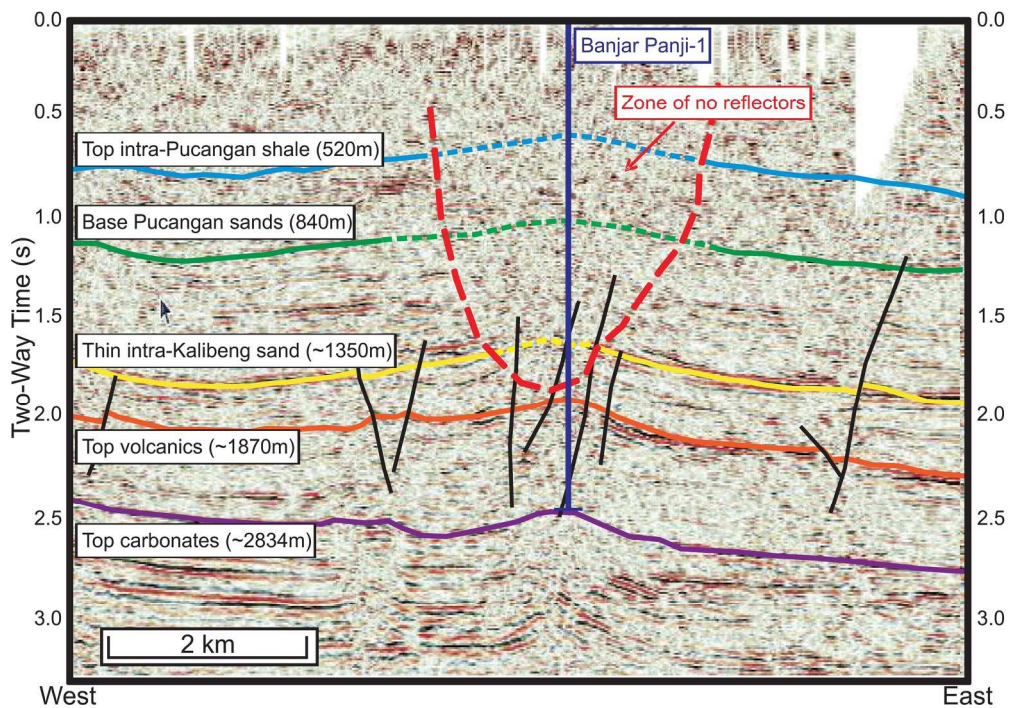 0.0
0.0
Banjar Panji-1
Zone of no reflectors
0.5
0.5
Top intra-Pucangan shale (520m)
1.0
1.0
Base Pucangan sands (840m)
1.5
1.5
Thin intra-Kalibeng sand (~1350m)
2.0
2.0
Top volcanics (~1870m)
2.5
2.5
Top carbonates (~2834m)
3.0
3.0
2 km
Two-Way Time (s)
West
East